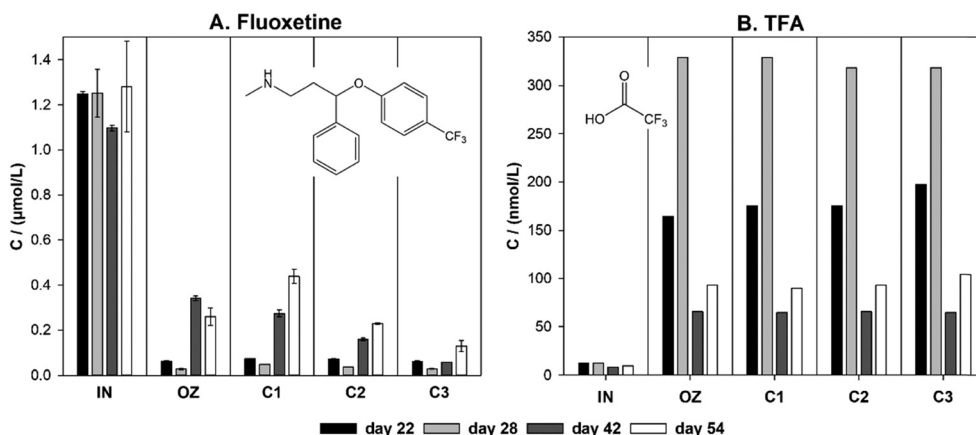 A. Fluoxetine
C / (µmol/L)
1.4
1.2
1.0
0.8
0.6
0.4
0.2
0.0
H
N
O
CF3
IN OZ C1 C2 C3
B. TFA
C / (nmol/L)
350
300
250
200
150
100
50
0
O
HO CF3
IN OZ C1 C2 C3
day 22 day 28 day 42 day 54